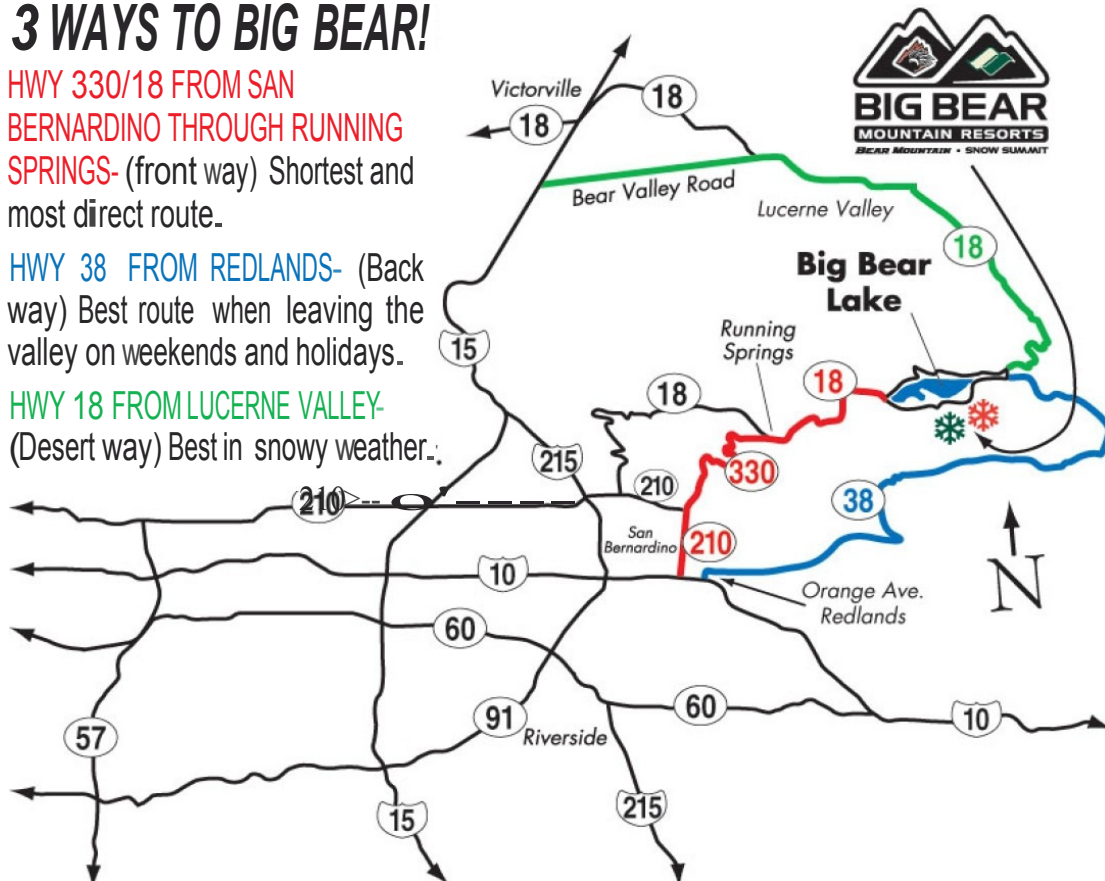 3 WAYS TO BIG BEAR!
HWY 330/18 FROM SAN
BERNARDINO THROUGH RUNNING
SPRINGS- (front way) Shortest and
most direct route.
HWY 38 FROM REDLANDS- (Back
way) Best route when leaving the
valley on weekends and holidays.
HWY 18 FROM LUCERNE VALLEY-
(Desert way) Best in snowy weather.
BIG BEAR
MOUNTAIN RESORTS
BEAR MOUNTAIN • SNOW SUMMIT
Victorville
18
18
Bear Valley Road
Lucerne Valley
18
Big Bear
Lake
Running
Springs
15
18
18
215
330
210
210
38
San
Bernardino
210
N
10
Orange Ave.
Redlands
60
60
91
10
57
Riverside
15
215